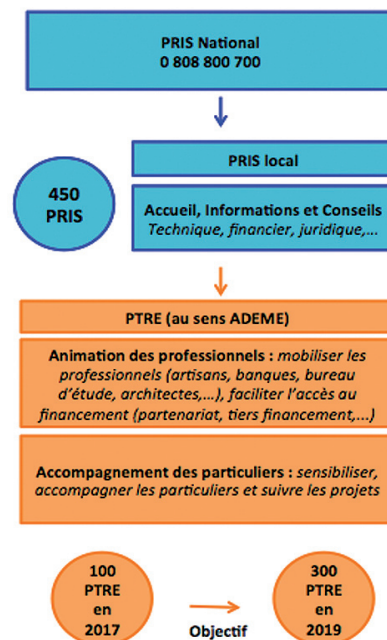 PRIS National
0 808 800 700
PRIS local
450
PRIS
Accueil, Informations et Conseils
Technique, financier, juridique,...
PTRE (au sens ADEME)
Animation des professionnels : mobiliser les
professionnels (artisans, banques, bureau
d'étude, architectes,...), faciliter l'accès au
financement (partenariat, tiers financement,...)
Accompagnement des particuliers : sensibiliser,
accompagner les particuliers et suivre les projets
100
PTRE
en
2017
Objectif
300
PTRE
en
2019